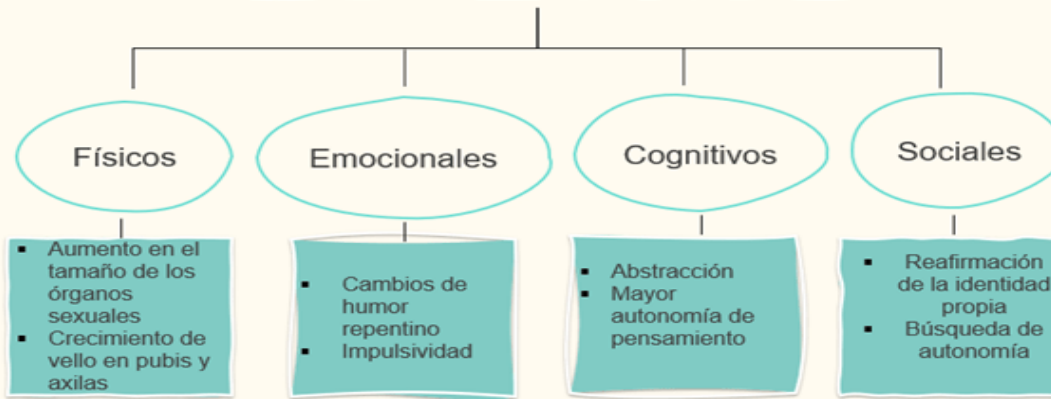 Físicos
Emocionales
Cognitivos
Sociales
▪ Aumento en el
tamaño de los
órganos
sexuales
▪ Crecimiento de
vello en pubis y
axilas
▪ Cambios de
humor
repentino
▪ Impulsividad
▪ Abstracción
▪ Mayor
autonomía de
pensamiento
▪ Reafirmación
de la identidad
propia
▪ Búsqueda de
autonomía